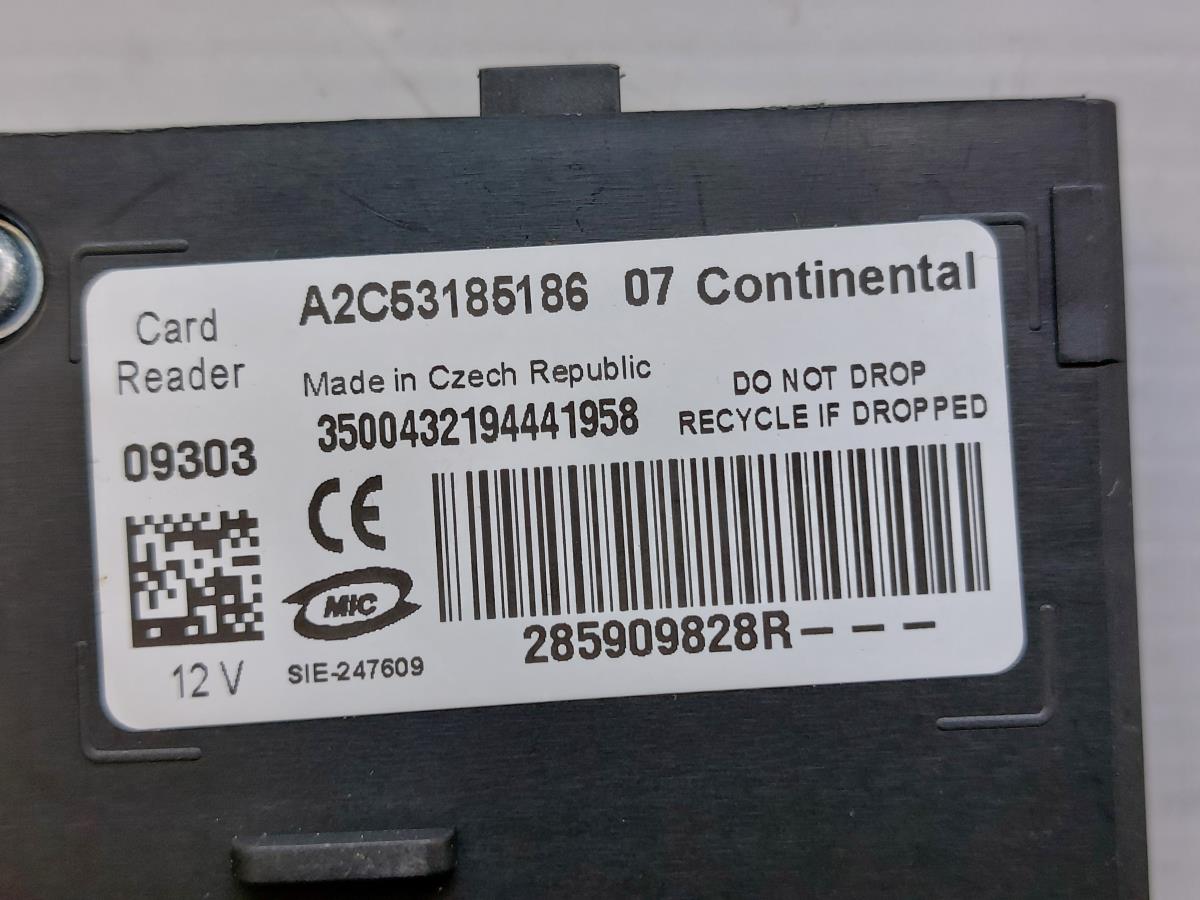 Card
Reader
A2C53185186 07 Continental
Made in Czech Republic
DO NOT DROP
RECYCLE IF DROPPED
3500432194441958
09303
CE
MIC
285909828R---
12 V
SIE-247609